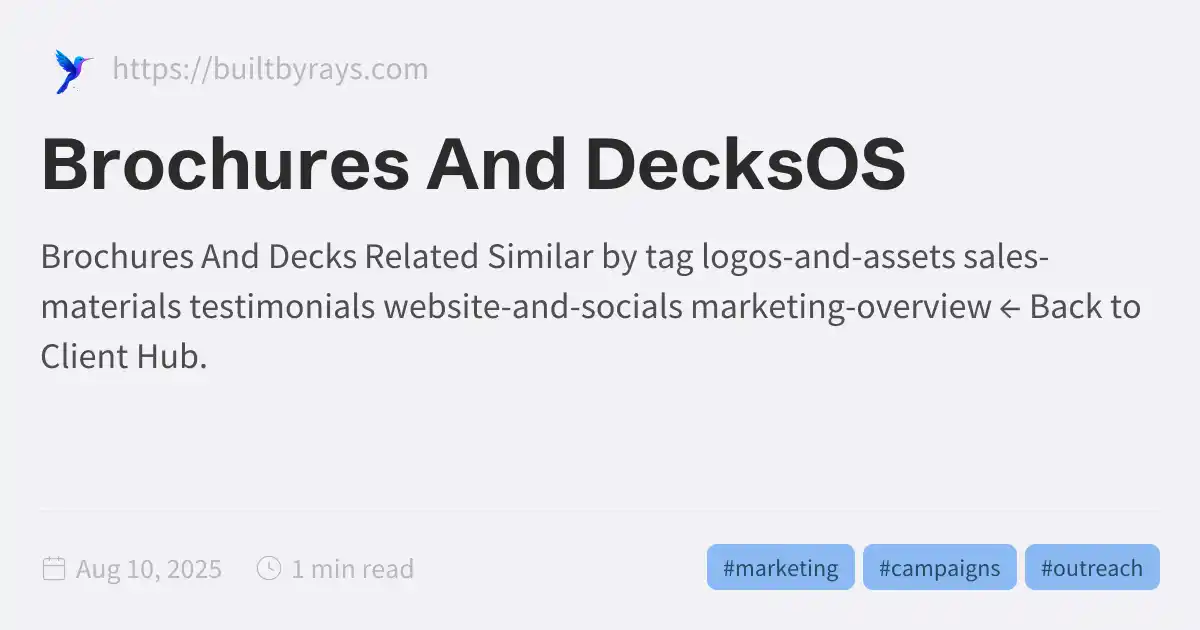 https://builtbyrays.com
Brochures And DecksOS
Brochures And Decks Related Similar by tag logos-and-assets sales-
materials testimonials website-and-socials marketing-overview ← Back to
Client Hub.
Aug 10, 2025 1 min read #marketing #campaigns #outreach